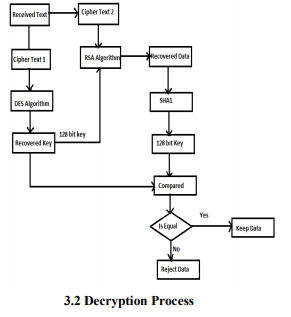 Received Text
Cipher Text 2
Cipher Text 1
RSA Algorithm
Recovered Data
DES Algorithm
SHA1
Recovered Key
128 bit key
128 bit Key
Compared
Is Equal
Yes
Keep Data
No
Reject Data
3.2 Decryption Process